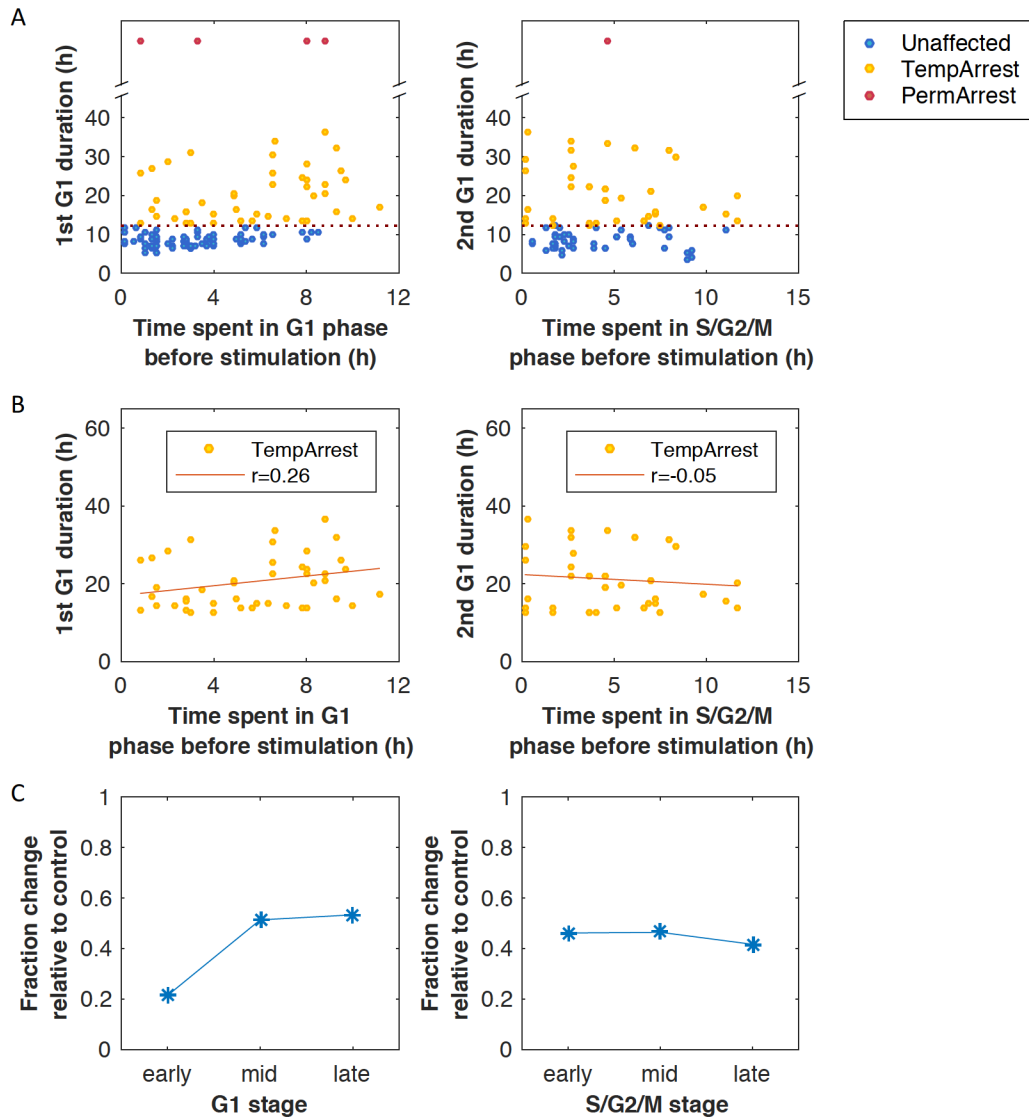 A
1st G1 duration (h)
40
30
20
10
0
0 4 8 12
Time spent in G1 phase
before stimulation (h)
2nd G1 duration (h)
40
30
20
10
0
0 5 10 15
Time spent in S/G2/M
phase before stimulation (h)
Unaffected
TempArrest
PermArrest
B
1st G1 duration (h)
60
40
20
0
TempArrest
r=0.26
0 4 8 12
Time spent in G1
phase before stimulation (h)
2nd G1 duration (h)
60
40
20
0
TempArrest
r=-0.05
0 5 10 15
Time spent in S/G2/M
phase before stimulation (h)
C
Fraction change
relative to control
1
0.8
0.6
0.4
0.2
0
early mid late
G1 stage
Fraction change
relative to control
1
0.8
0.6
0.4
0.2
0
early mid late
S/G2/M stage